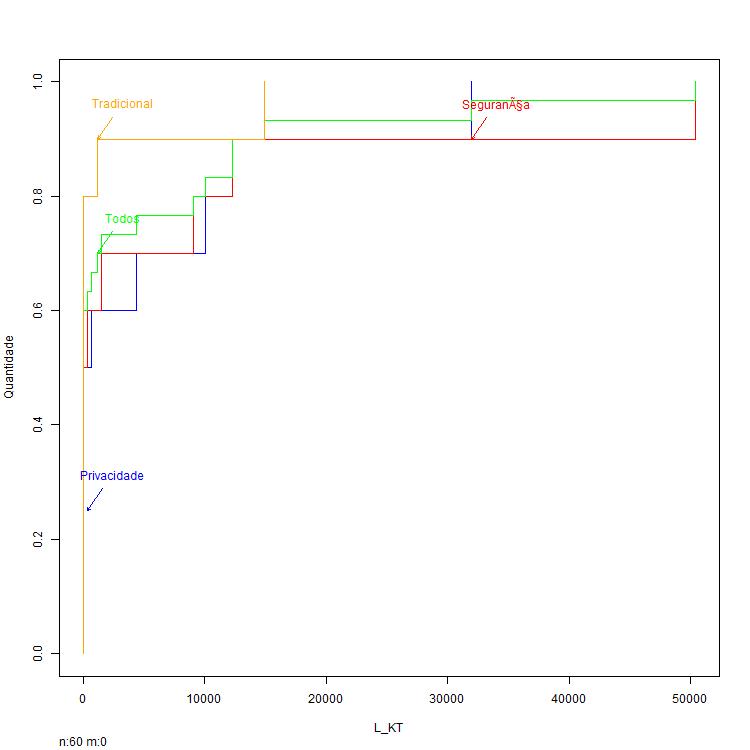 1.0
Tradicional
SeguranÃ§a
0.8
Todos
0.6
Quantidade
0.4
Privacidade
0.2
0.0
0 10000 20000 30000 40000 50000
L_KT
n:60 m:0